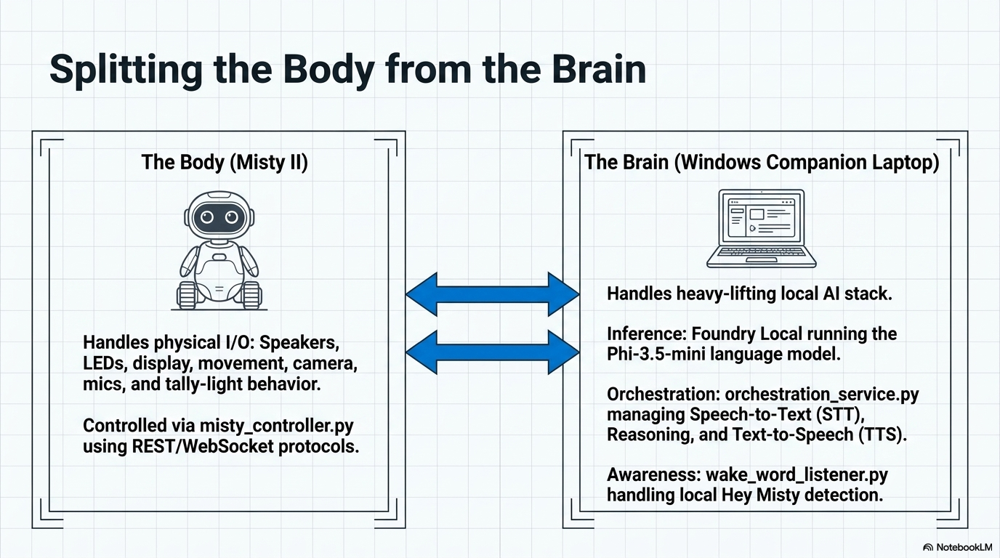 Splitting the Body from the Brain
The Body (Misty II)
Handles physical I/O: Speakers,
LEDs, display, movement, camera,
mics, and tally-light behavior.
Controlled via misty_controller.py
using REST/WebSocket protocols.
The Brain (Windows Companion Laptop)
Handles heavy-lifting local AI stack.
Inference: Foundry Local running the
Phi-3.5-mini language model.
Orchestration: orchestration_service.py
managing Speech-to-Text (STT),
Reasoning, and Text-to-Speech (TTS).
Awareness: wake_word_listener.py
handling local Hey Misty detection.
NotebookLM